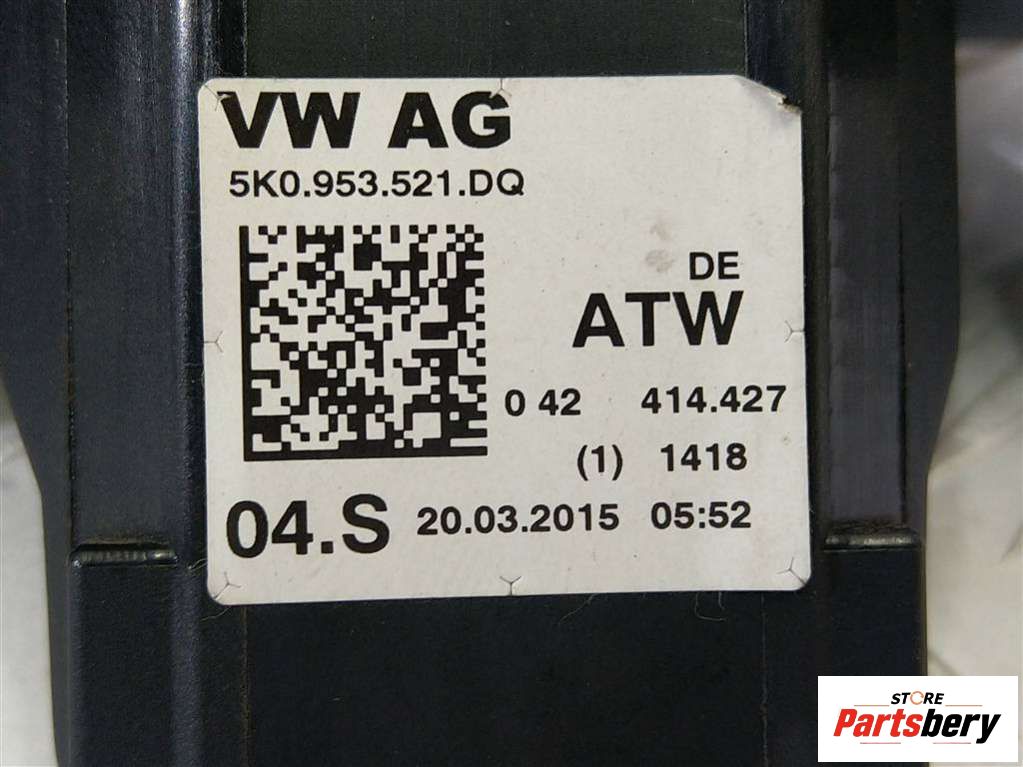 VW AG
5K0.953.521.DQ
DE
ATW
0 42 414.427
(1) 1418
04.S 20.03.2015 05:52
STORE
Partsbery